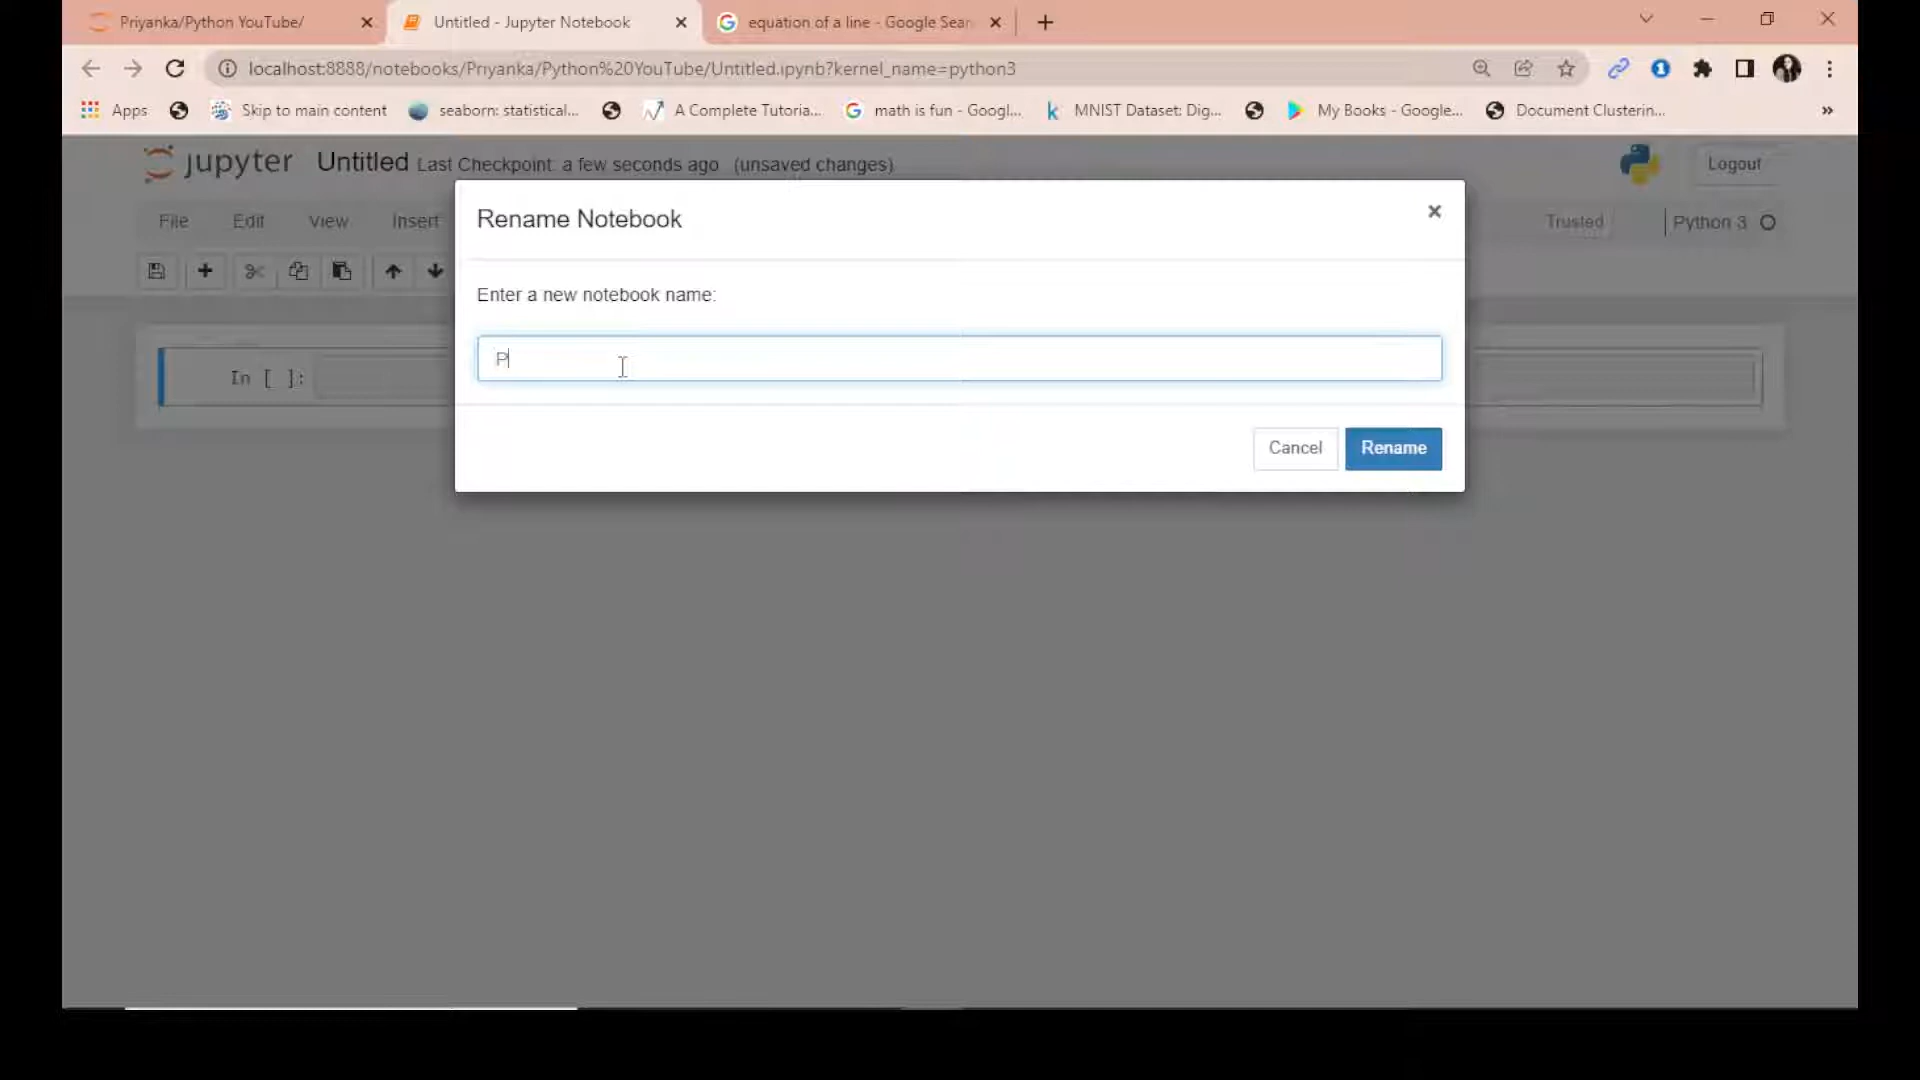 Priyanka/Python YouTube/
Untitled - Jupyter Notebook
equation of a line - Google Sear
localhost:8888/notebooks/Priyanka/Python%20YouTube/Untitled.ipynb?kernel_name=python3
Apps
Skip to main content
seaborn: statistical...
A Complete Tutoria...
math is fun - Googl...
MNIST Dataset: Dig...
My Books - Google...
Document Clusterin...
»
jupyter Untitled Last Checkpoint: a few seconds ago (unsaved changes)
Logout
File Edit View Insert
Trusted
Python 3
Rename Notebook
Enter a new notebook name:
P
In [ ]:
Cancel
Rename